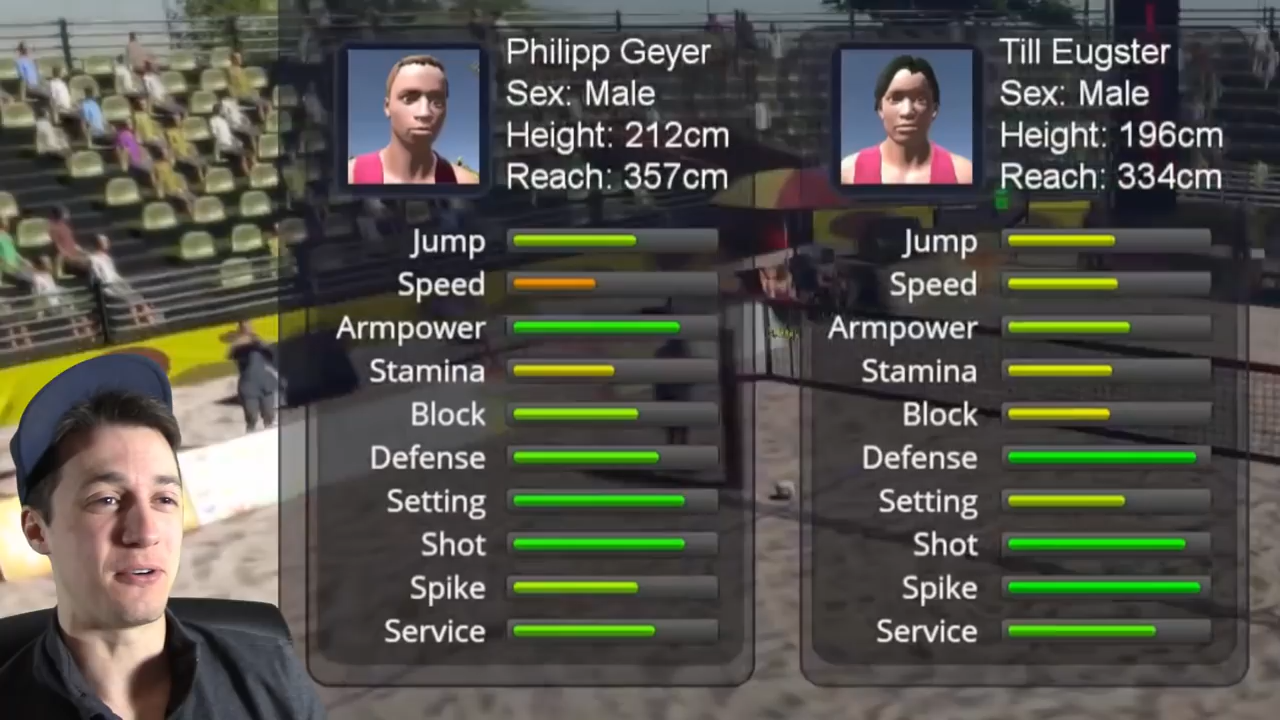 Philipp Geyer
Sex: Male
Height: 212cm
Reach: 357cm
Jump
Speed
Armpower
Stamina
Block
Defense
Setting
Shot
Spike
Service
Till Eugster
Sex: Male
Height: 196cm
Reach: 334cm
Jump
Speed
Armpower
Stamina
Block
Defense
Setting
Shot
Spike
Service